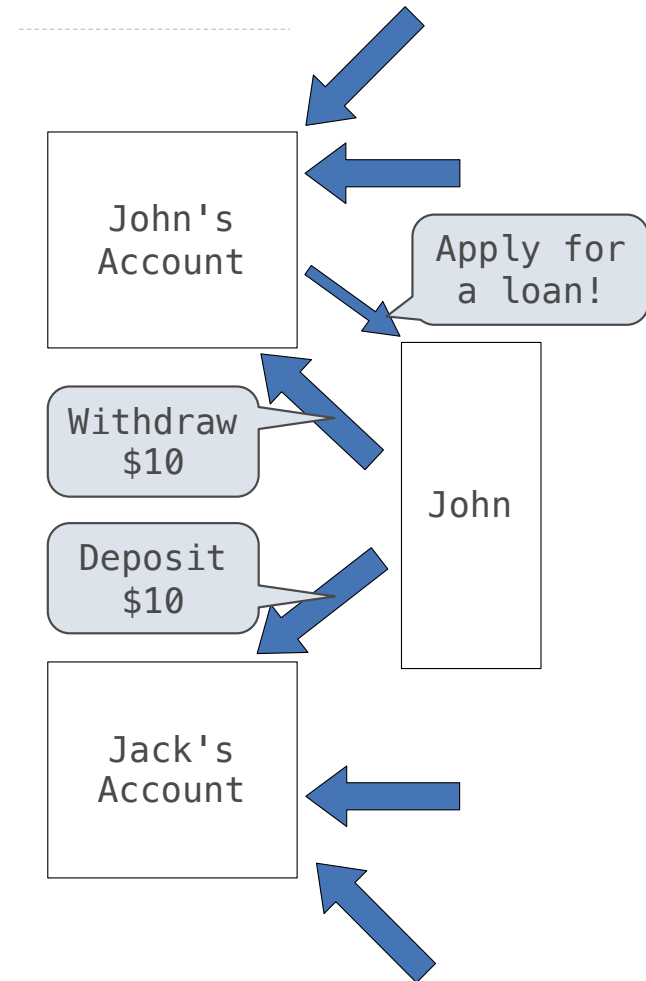 John's
Account
Apply for
a loan!
Withdraw
$10
John
Deposit
$10
Jack's
Account